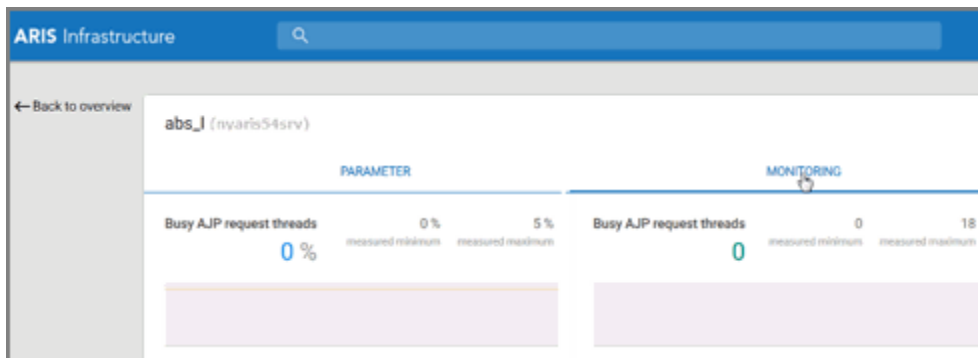 ARIS Infrastructure
← Back to overview
abs_l (nyaris54srv)
PARAMETER MONITORING
Busy AJP request threads 0 % 5 % Busy AJP request threads 0 18
0 % measured minimum measured maximum 0 measured minimum measured maximum